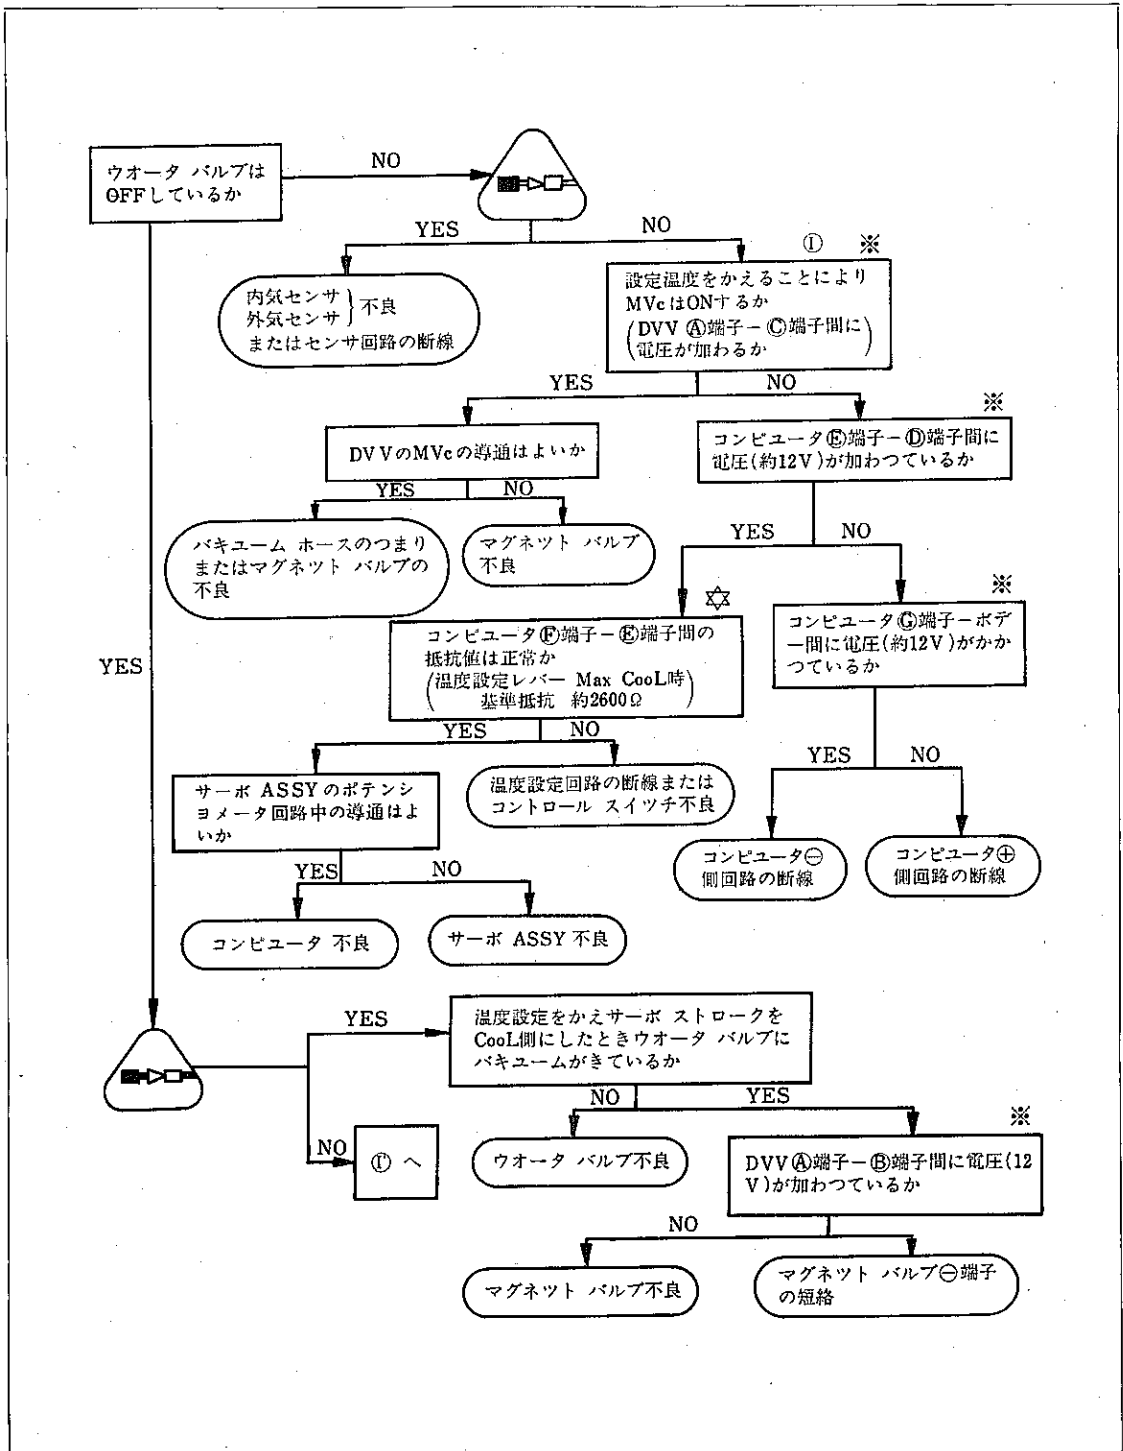 ウオータ バルブは
OFFしているか
NO
YES
NO
内気センサ
外気センサ
不良
またはセンサ回路の断線
Ⓘ ※
設定温度をかえることにより
MVcはONするか
(DVV Ⓐ端子－Ⓒ端子間に
電圧が加わるか)
YES
NO
DVVのMVcの導通はよいか
※
コンピユータⒺ端子－Ⓓ端子間に
電圧(約12V)が加わつているか
YES
NO
バキユーム ホースのつまり
またはマグネツト バルブの
不良
マグネツト バルブ
不良
YES
NO
✡
コンピユータⒻ端子－Ⓔ端子間の
抵抗値は正常か
(温度設定レバー Max CooL時
基準抵抗 約2600Ω)
※
コンピユータⒼ端子－ボデ
ー間に電圧(約12V)がかか
つているか
YES
YES
NO
サーボ ASSYのポテンシ
ヨメータ回路中の導通はよ
いか
温度設定回路の断線または
コントロール スイツチ不良
YES
NO
コンピユータ⊖
側回路の断線
コンピユータ⊕
側回路の断線
YES
NO
コンピユータ 不良
サーボ ASSY 不良
YES
温度設定をかえサーボ ストロークを
CooL側にしたときウオータ バルブに
バキユームがきているか
NO
Ⓘ へ
NO
YES
ウオータ バルブ不良
※
DVVⒶ端子－Ⓑ端子間に電圧(12
V)が加わつているか
NO
マグネツト バルブ不良
マグネツト バルブ⊖端子
の短絡